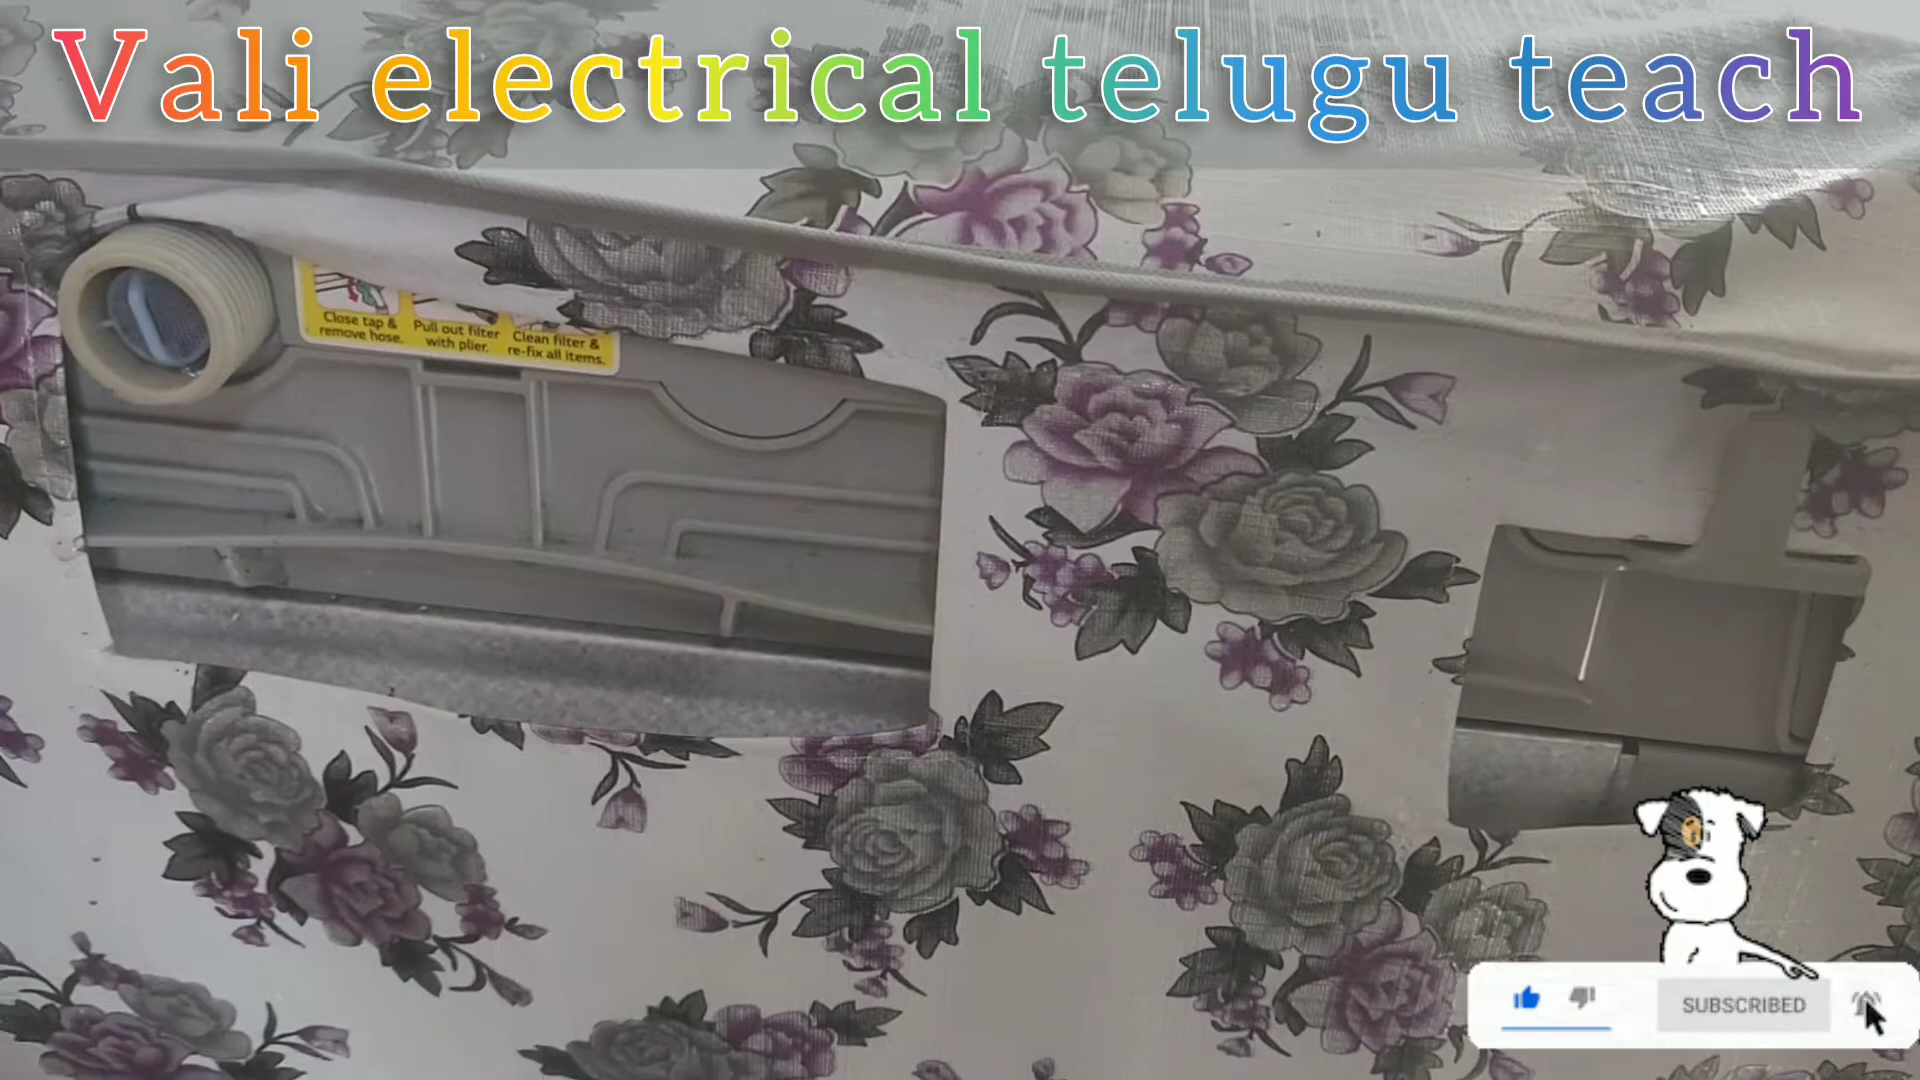 Vali electrical telugu teach
Close tap &
remove hose.
Pull out filter
with plier.
Clean filter &
re-fix all items.
SUBSCRIBED